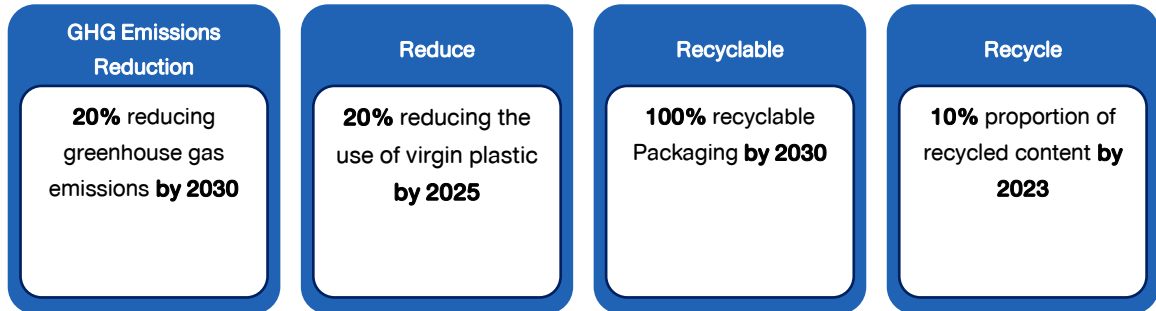 GHG Emissions
Reduction
20% reducing
greenhouse gas
emissions by 2030
Reduce
20% reducing the
use of virgin plastic
by 2025
Recyclable
100% recyclable
Packaging by 2030
Recycle
10% proportion of
recycled content by
2023